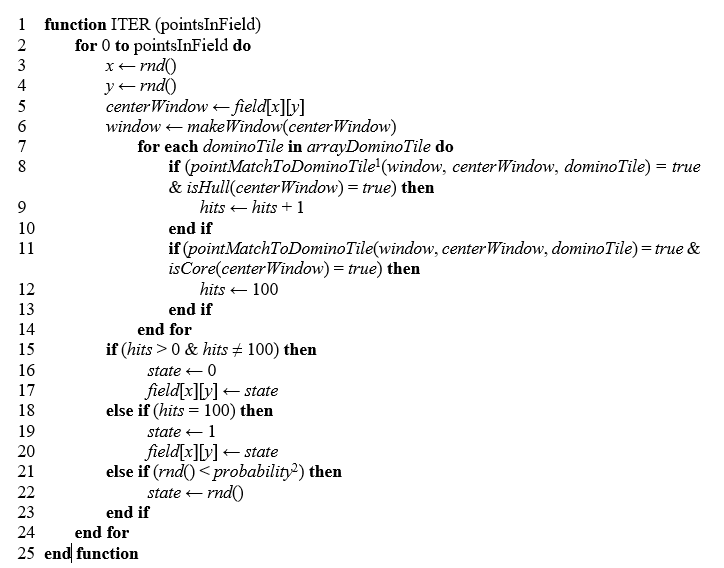 1 function ITER (pointsInField)
2 for 0 to pointsInField do
3 x ← rnd()
4 y ← rnd()
5 centerWindow ← field[x][y]
6 window ← makeWindow(centerWindow)
7 for each dominoTile in arrayDominoTile do
8 if (pointMatchToDominoTile¹(window, centerWindow, dominoTile) = true
& isHull(centerWindow) = true) then
9 hits ← hits + 1
10 end if
11 if (pointMatchToDominoTile(window, centerWindow, dominoTile) = true &
isCore(centerWindow) = true) then
12 hits ← 100
13 end if
14 end for
15 if (hits > 0 & hits ≠ 100) then
16 state ← 0
17 field[x][y] ← state
18 else if (hits = 100) then
19 state ← 1
20 field[x][y] ← state
21 else if (rnd() < probability²) then
22 state ← rnd()
23 end if
24 end for
25 end function